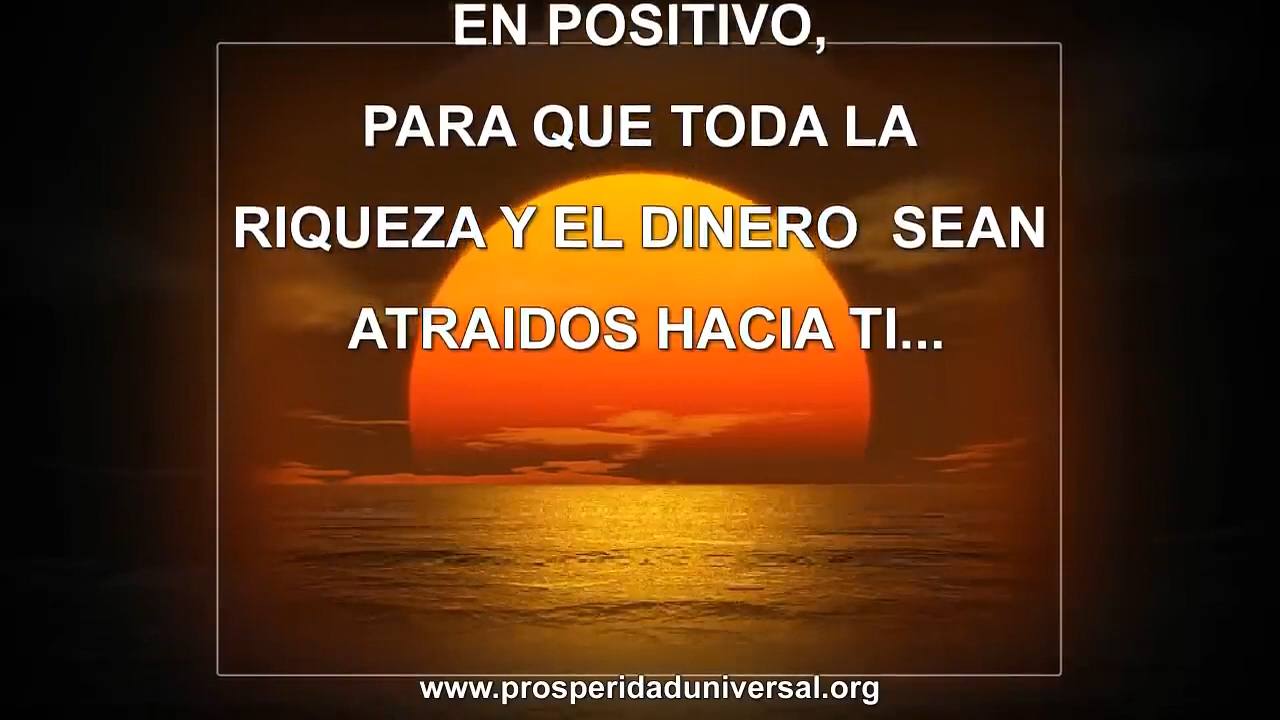 EN POSITIVO,
PARA QUE TODA LA
RIQUEZA Y EL DINERO SEAN
ATRAIDOS HACIA TI...
www.prosperidaduniversal.org